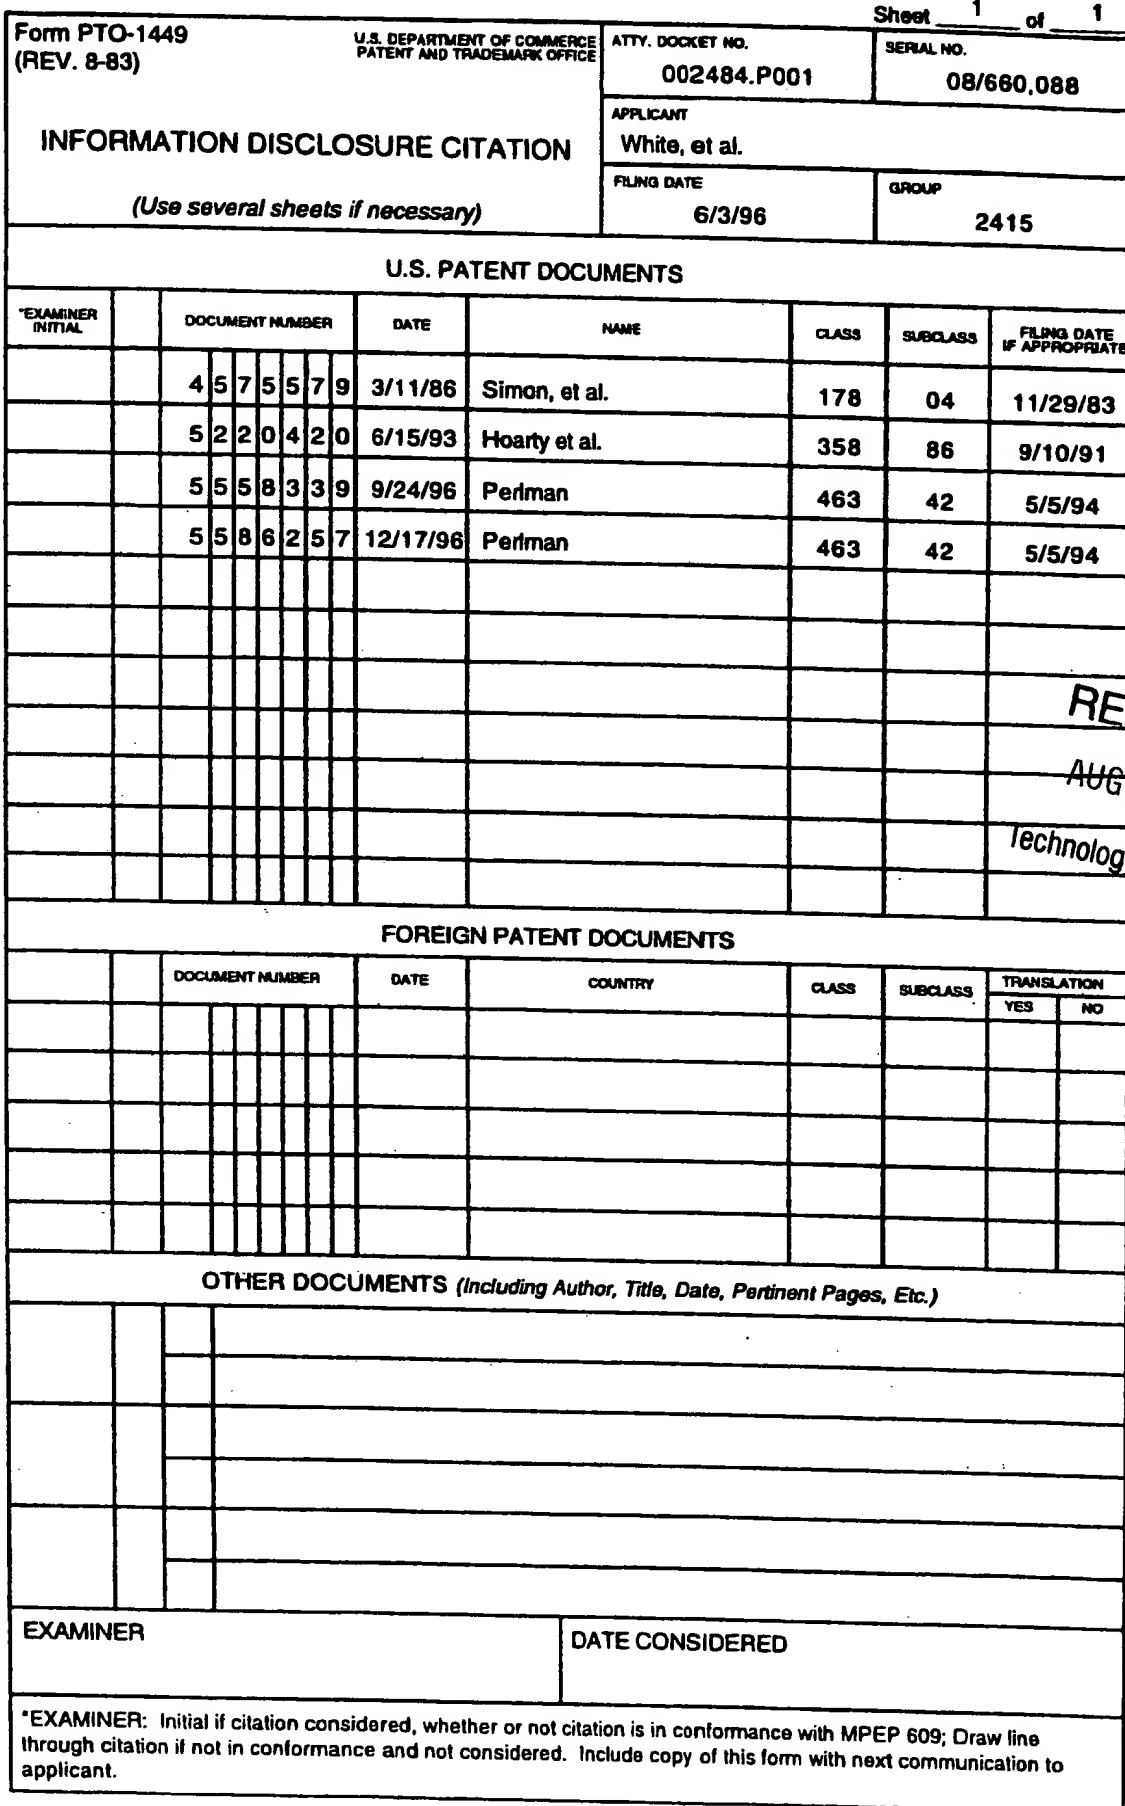 Sheet 1 of 1
Form PTO-1449
(REV. 8-83)
U.S. DEPARTMENT OF COMMERCE
PATENT AND TRADEMARK OFFICE
ATTY. DOCKET NO.
002484.P001
SERIAL NO.
08/660,088
INFORMATION DISCLOSURE CITATION
(Use several sheets if necessary)
APPLICANT
White, et al.
FILING DATE
6/3/96
GROUP
2415
U.S. PATENT DOCUMENTS
*EXAMINER
INITIAL
DOCUMENT NUMBER
DATE
NAME
CLASS
SUBCLASS
FILING DATE
IF APPROPRIATE
4 5 7 5 5 7 9 3/11/86 Simon, et al. 178 04 11/29/83
5 2 2 0 4 2 0 6/15/93 Hoarty et al. 358 86 9/10/91
5 5 5 8 3 3 9 9/24/96 Perlman 463 42 5/5/94
5 5 8 6 2 5 7 12/17/96 Perlman 463 42 5/5/94
RE
AUG
Technolog
FOREIGN PATENT DOCUMENTS
DOCUMENT NUMBER
DATE
COUNTRY
CLASS
SUBCLASS
TRANSLATION
YES NO
OTHER DOCUMENTS (Including Author, Title, Date, Pertinent Pages, Etc.)
EXAMINER
DATE CONSIDERED
*EXAMINER: Initial if citation considered, whether or not citation is in conformance with MPEP 609; Draw line
through citation if not in conformance and not considered. Include copy of this form with next communication to
applicant.